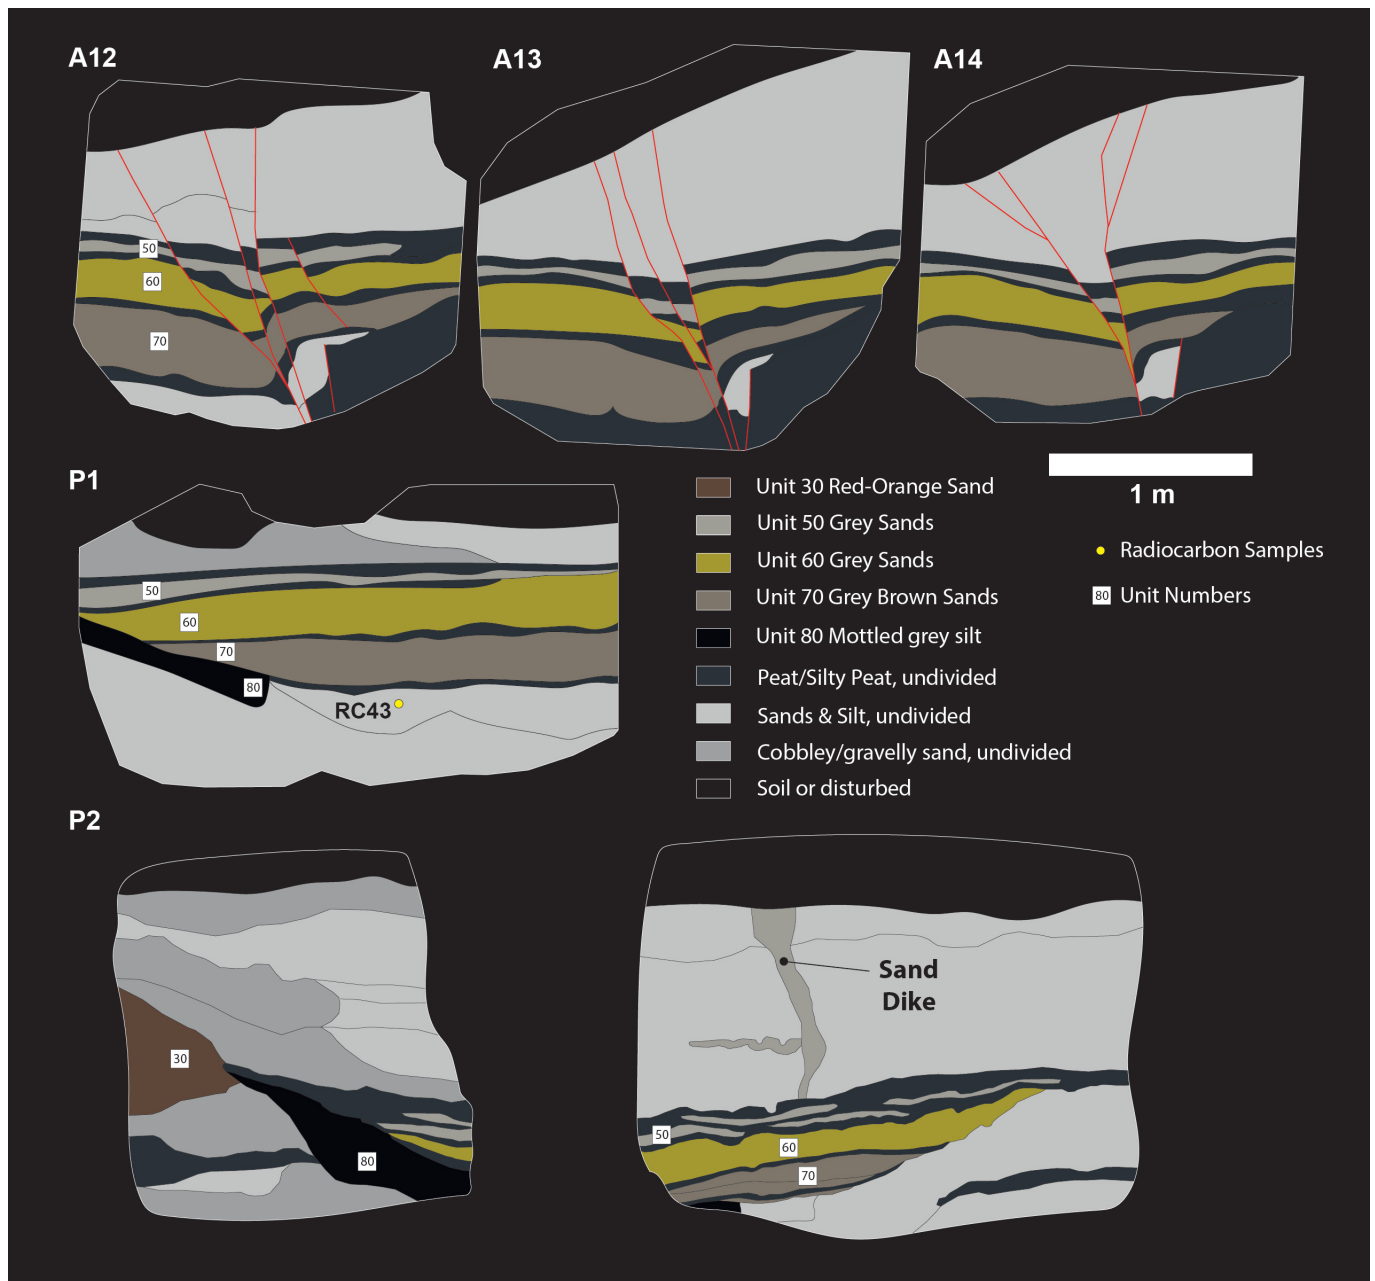 A12
A13
A14
50
60
70
P1
1 m
50
60
70
80
RC43
Unit 30 Red-Orange Sand
Unit 50 Grey Sands
Unit 60 Grey Sands
Unit 70 Grey Brown Sands
Unit 80 Mottled grey silt
Peat/Silty Peat, undivided
Sands & Silt, undivided
Cobbley/gravelly sand, undivided
Soil or disturbed
Radiocarbon Samples
80 Unit Numbers
P2
30
80
Sand
Dike
50
60
70